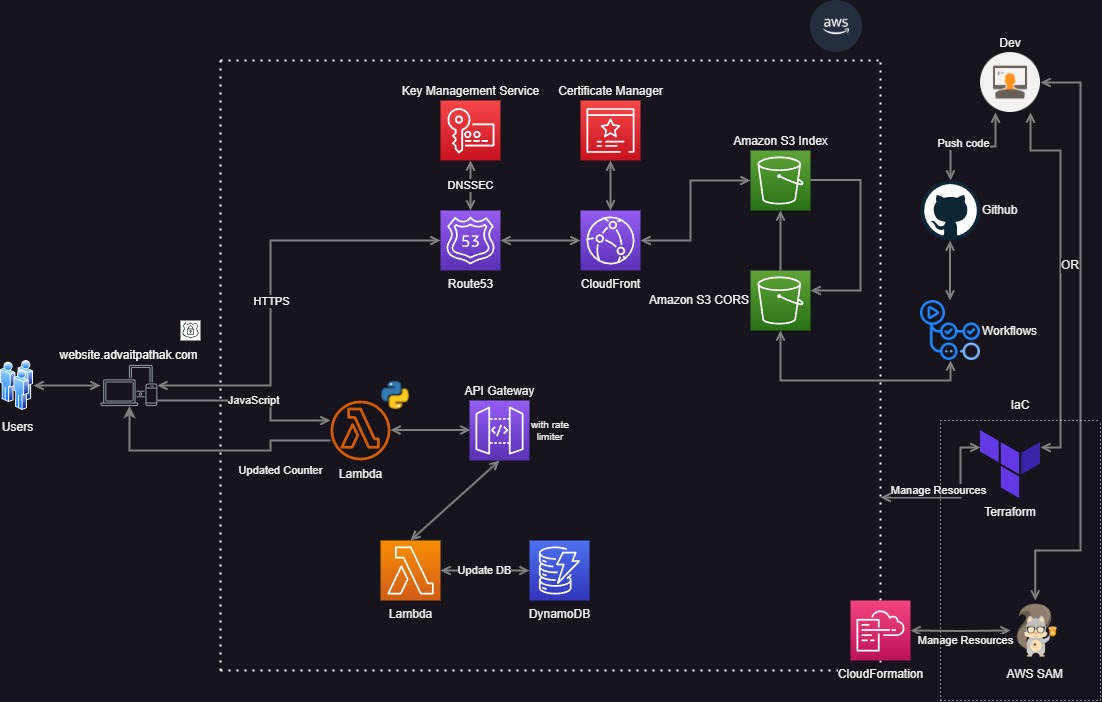 aws
Dev
Key Management Service
Certificate Manager
Amazon S3 Index
Push code
DNSSEC
Github
53
OR
Route53
CloudFront
Amazon S3 CORS
HTTPS
Workflows
website.advaitpathak.com
API Gateway
JavaScript
IaC
Users
with rate
limiter
Updated Counter
Lambda
Manage Resources
Terraform
Update DB
Lambda
DynamoDB
Manage Resources
CloudFormation
AWS SAM